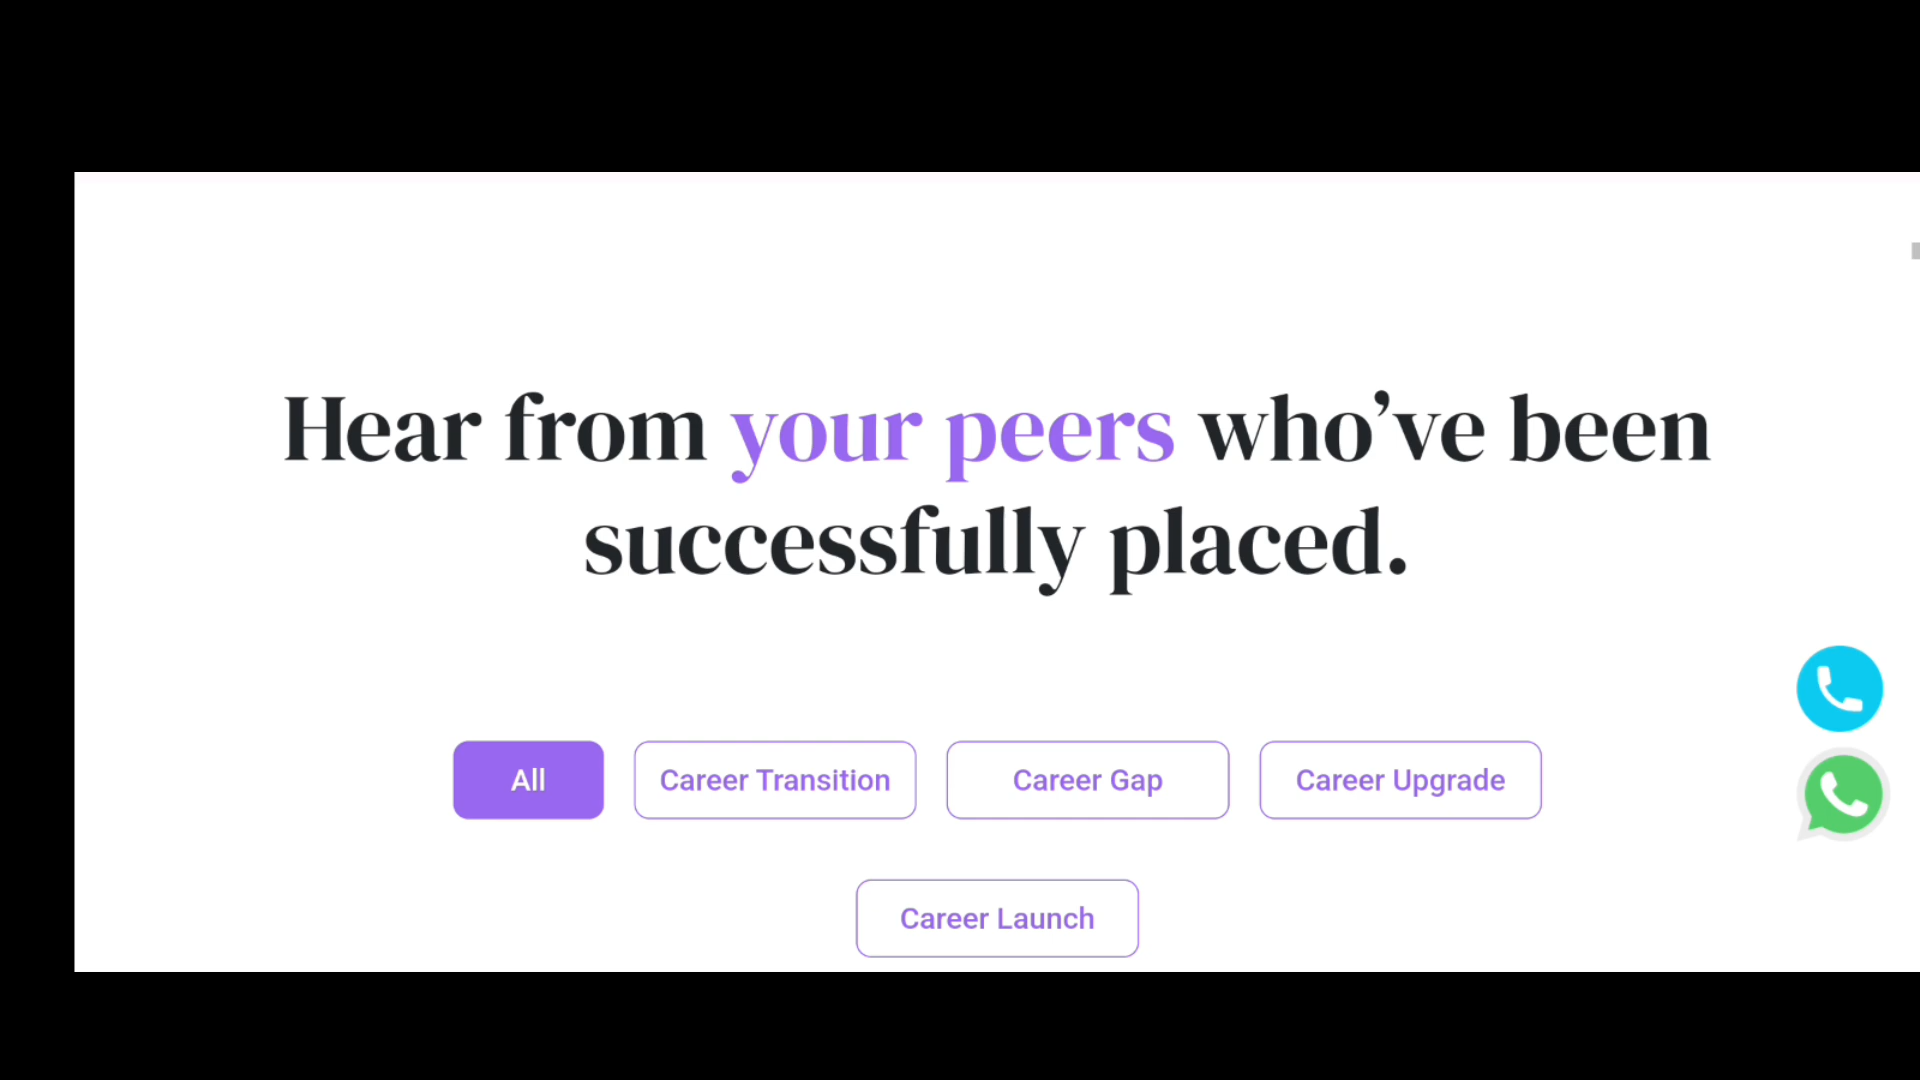 Hear from your peers who’ve been
successfully placed.
All
Career Transition
Career Gap
Career Upgrade
Career Launch